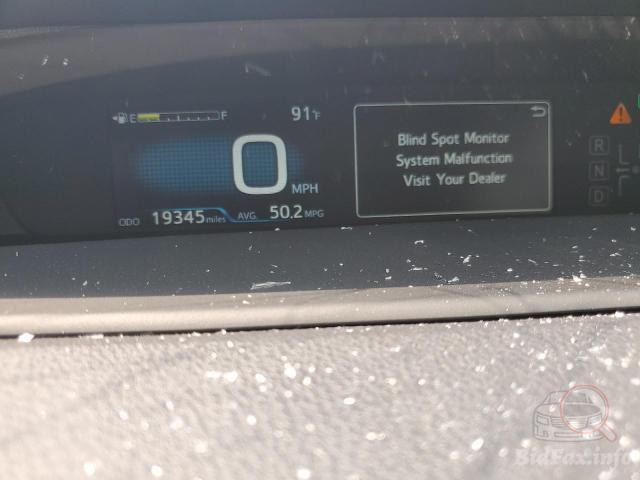 E F 91°F
0 MPH
ODO 19345 miles AVG. 50.2 MPG
Blind Spot Monitor
System Malfunction
Visit Your Dealer
R
N
D
BidFax.info